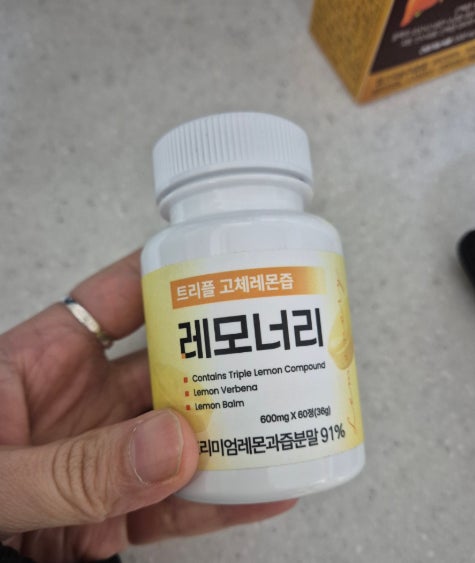 트리플 고체레몬즙
레모너리
Contains Triple Lemon Compound
Lemon Verbena
Lemon Balm
600mg X 60정(36g)
리미엄레몬과즙분말 91%